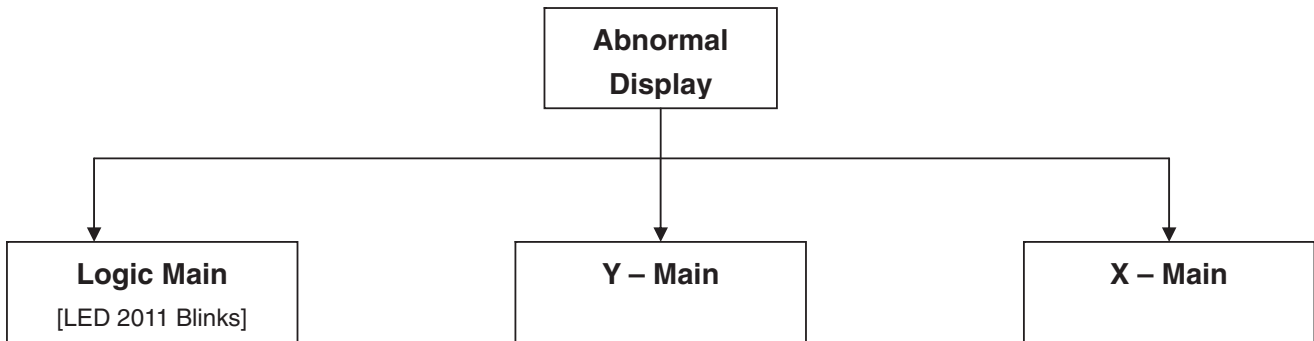 Abnormal
Display
Logic Main
[LED 2011 Blinks]
Y – Main
X – Main